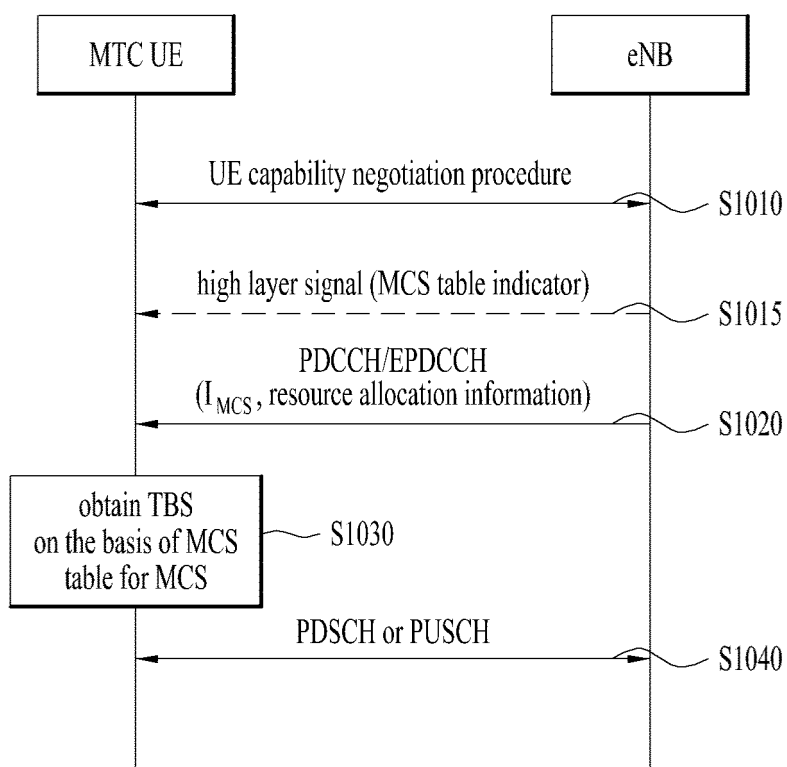 MTC UE
eNB
UE capability negotiation procedure
S1010
high layer signal (MCS table indicator)
S1015
PDCCH/EPDCCH
(I_MCS, resource allocation information)
S1020
obtain TBS
on the basis of MCS
table for MCS
S1030
PDSCH or PUSCH
S1040